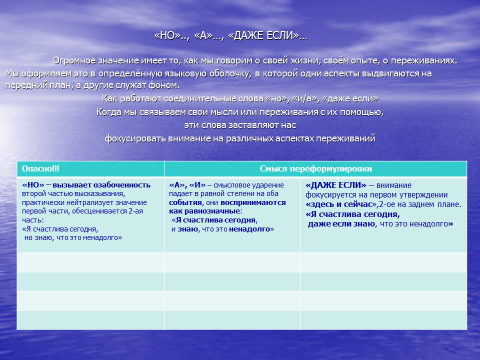 «НО».., «А»…, «ДАЖЕ ЕСЛИ»…
Огромное значение имеет то, как мы говорим о своей жизни, своём опыте, о переживаниях.
Мы оформляем это в определённую языковую оболочку, в которой одни аспекты выдвигаются на
передний план, а другие служат фоном.
Как работают соединительные слова «но», «и/а», «даже если»
Когда мы связываем свои мысли или переживания с их помощью,
эти слова заставляют нас
фокусировать внимание на различных аспектах переживаний
Опасно!!!
Смысл переформулировки
«НО» – вызывает озабоченность
второй частью высказывания,
практически нейтрализует значение
первой части, обесценивается 2-ая
часть:
«Я счастлива сегодня,
но знаю, что это ненадолго»
«А», «И» – смысловое ударение
падает в равной степени на оба
события, они воспринимаются
как равнозначные:
«Я счастлива сегодня,
и знаю, что это ненадолго»
«ДАЖЕ ЕСЛИ» – внимание
фокусируется на первом утверждении
«здесь и сейчас»,2-ое на заднем плане.
«Я счастлива сегодня,
даже если знаю, что это ненадолго»